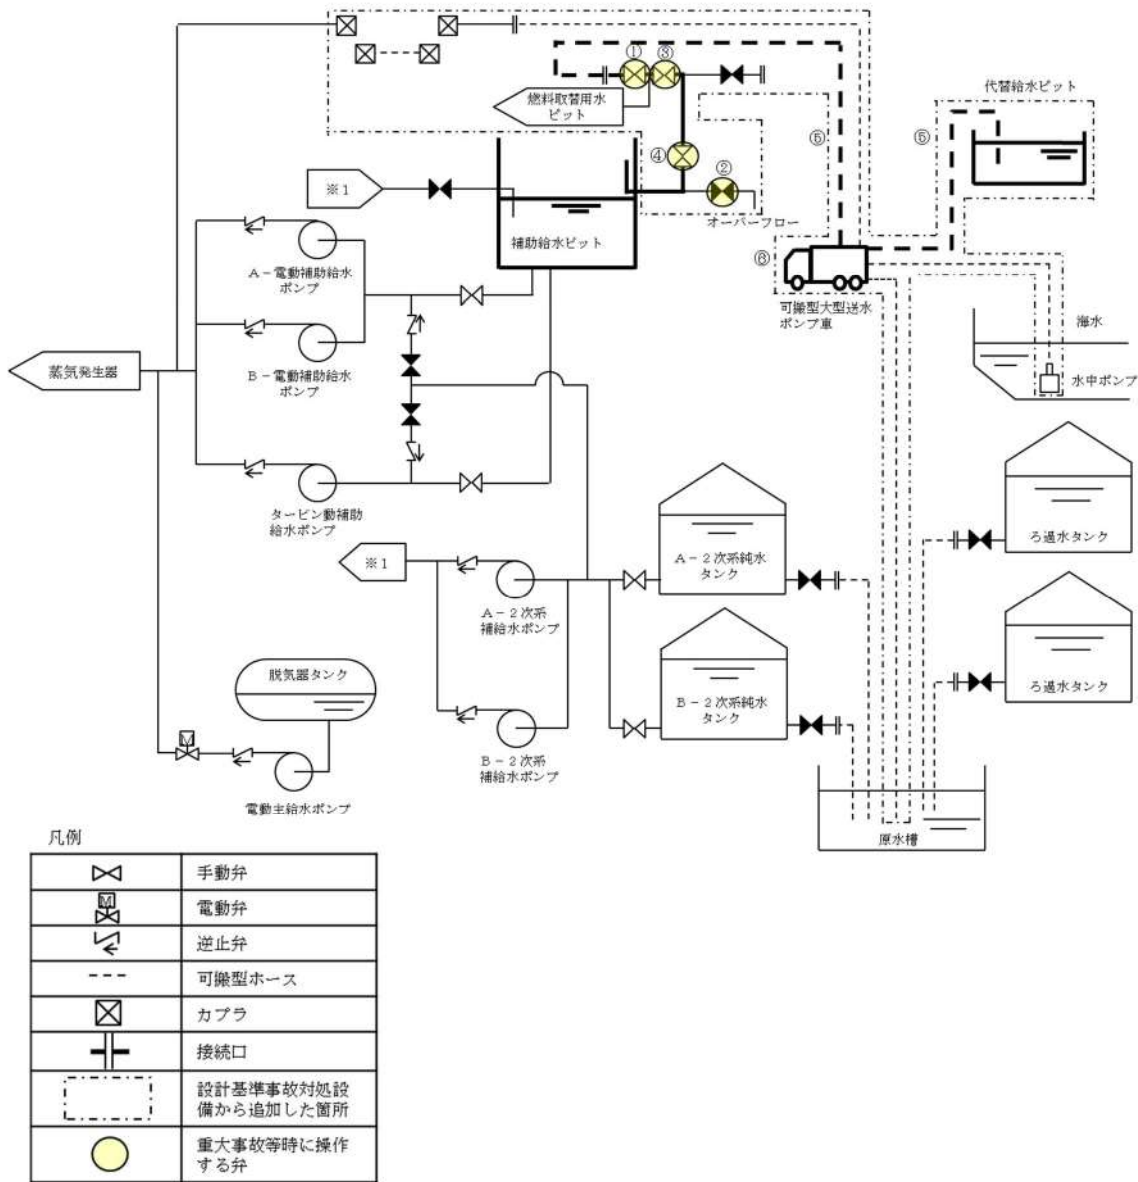 ① ③
燃料取替用水
ピット
代替給水ピット
⑤ ⑤
④
②
※1
オーバーフロー
補助給水ピット
A-電動補助給水
ポンプ
⑥
可搬型大型送水
ポンプ車
海水
蒸気発生器
B-電動補助給水
ポンプ
水中ポンプ
タービン動補助
給水ポンプ
※1
A-2次系純水
タンク
ろ過水タンク
A-2次系
補給水ポンプ
脱気器タンク
B-2次系純水
タンク
ろ過水タンク
M
B-2次系
補給水ポンプ
電動主給水ポンプ
原水槽
凡例
手動弁
M
電動弁
逆止弁
可搬型ホース
カプラ
接続口
設計基準事故対処設
備から追加した箇所
重大事故等時に操作
する弁